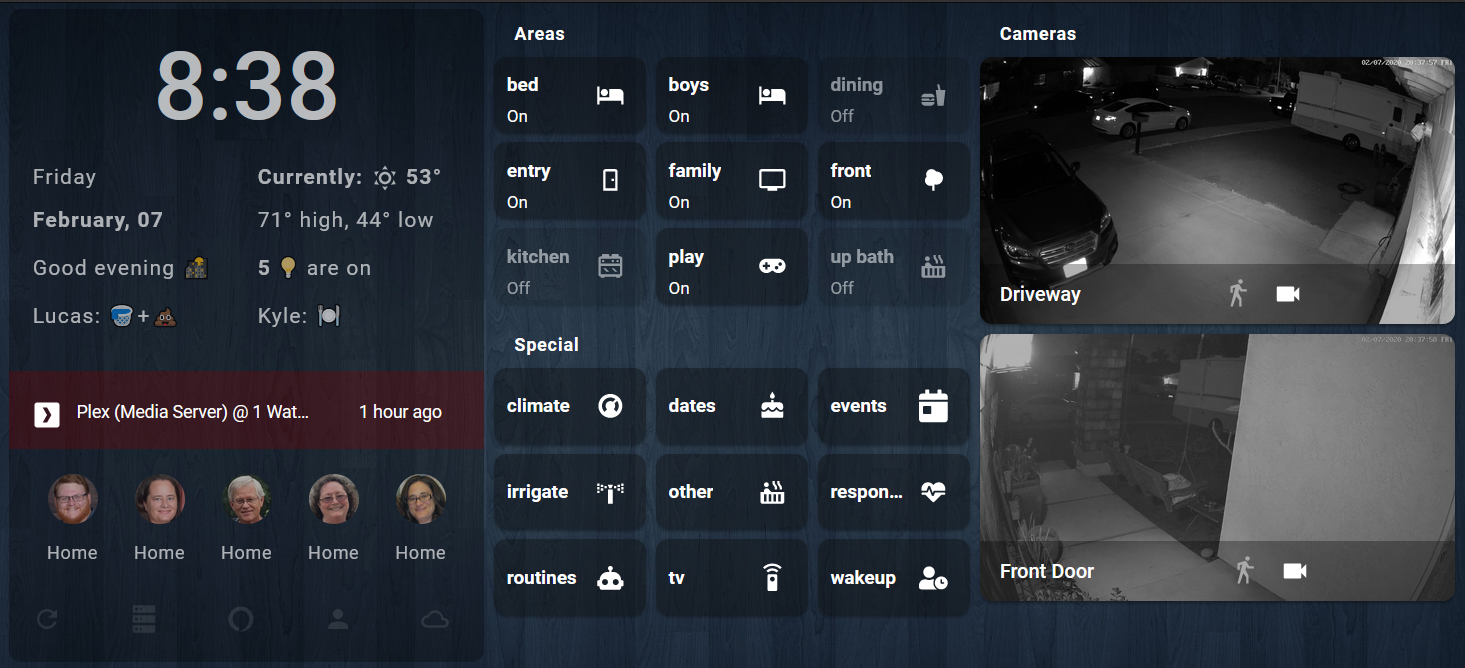 8:38
Friday
Currently: 53°
February, 07
71° high, 44° low
Good evening
5 are on
Lucas: +
Kyle:
Plex (Media Server) @ 1 Wat... 1 hour ago
Home Home Home Home Home
Areas
bed
On
boys
On
dining
Off
entry
On
family
On
front
On
kitchen
Off
play
On
up bath
Off
Special
climate
dates
events
irrigate
other
respon...
routines
tv
wakeup
Cameras
02/07/2020 20:37:57 FRI
Driveway
02/07/2020 20:37:50 FRI
Front Door